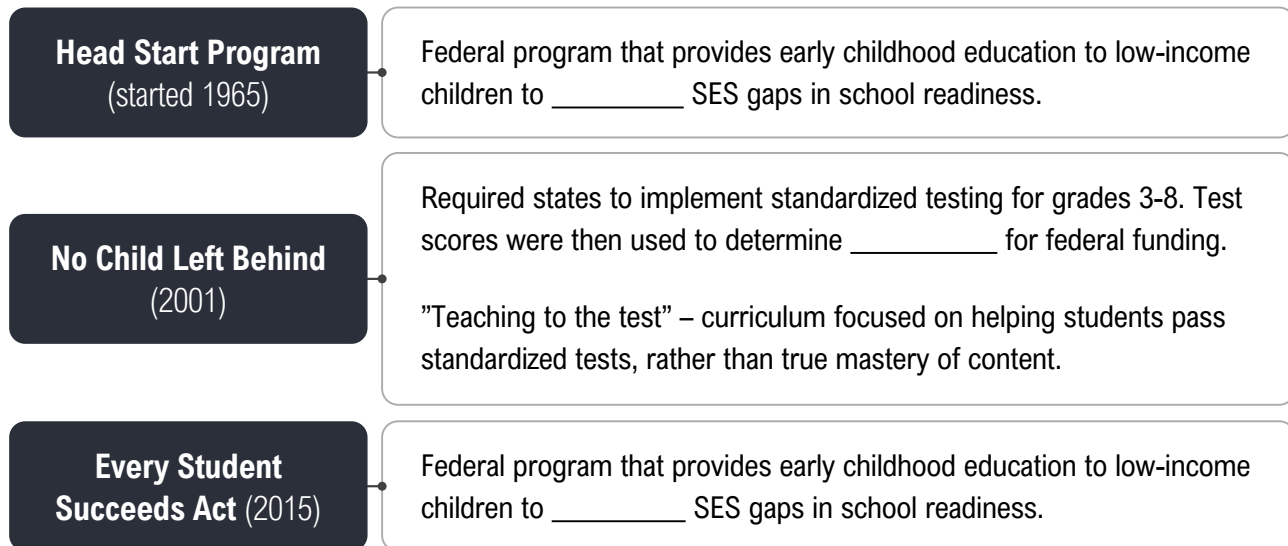 Head Start Program
(started 1965)
Federal program that provides early childhood education to low-income
children to _________ SES gaps in school readiness.
No Child Left Behind
(2001)
Required states to implement standardized testing for grades 3-8. Test
scores were then used to determine __________ for federal funding.
”Teaching to the test” – curriculum focused on helping students pass
standardized tests, rather than true mastery of content.
Every Student
Succeeds Act (2015)
Federal program that provides early childhood education to low-income
children to _________ SES gaps in school readiness.